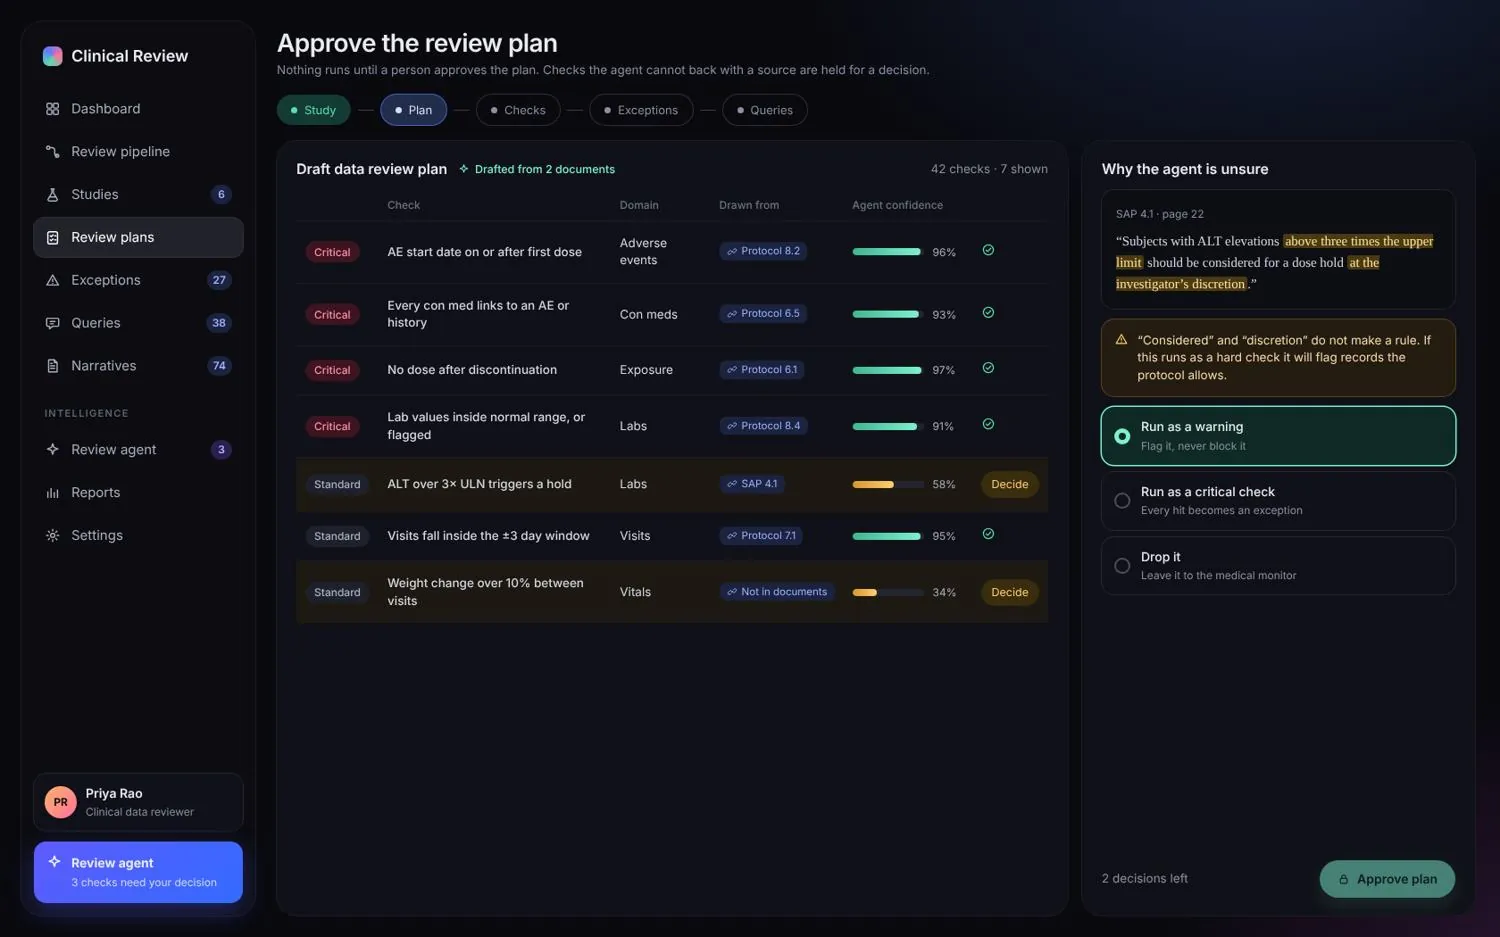 Clinical Review
Dashboard
Review pipeline
Studies 6
Review plans
Exceptions 27
Queries 38
Narratives 74
INTELLIGENCE
Review agent 3
Reports
Settings
PR
Priya Rao
Clinical data reviewer
Review agent
3 checks need your decision
Approve the review plan
Nothing runs until a person approves the plan. Checks the agent cannot back with a source are held for a decision.
Study
Plan
Checks
Exceptions
Queries
Draft data review plan
Drafted from 2 documents
42 checks · 7 shown
Check Domain Drawn from Agent confidence
Critical AE start date on or after first dose Adverse
events Protocol 8.2 96%
Critical Every con med links to an AE or
history Con meds Protocol 6.5 93%
Critical No dose after discontinuation Exposure Protocol 6.1 97%
Critical Lab values inside normal range, or
flagged Labs Protocol 8.4 91%
Standard ALT over 3× ULN triggers a hold Labs SAP 4.1 58% Decide
Standard Visits fall inside the ±3 day window Visits Protocol 7.1 95%
Standard Weight change over 10% between
visits Vitals Not in documents 34% Decide
Why the agent is unsure
SAP 4.1 · page 22
“Subjects with ALT elevations above three times the upper
limit should be considered for a dose hold at the
investigator’s discretion.”
“Considered” and “discretion” do not make a rule. If
this runs as a hard check it will flag records the
protocol allows.
Run as a warning
Flag it, never block it
Run as a critical check
Every hit becomes an exception
Drop it
Leave it to the medical monitor
2 decisions left
Approve plan